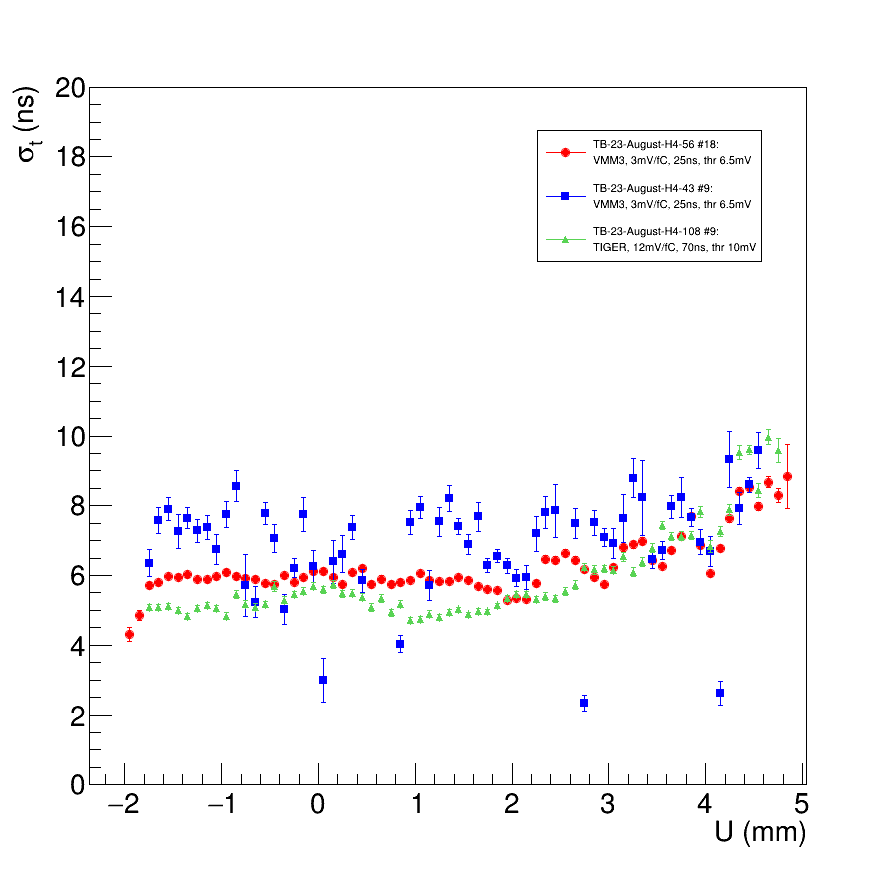 σt (ns)
20
18
16
14
12
10
8
6
4
2
0
TB-23-August-H4-56 #18:
VMM3, 3mV/fC, 25ns, thr 6.5mV
TB-23-August-H4-43 #9:
VMM3, 3mV/fC, 25ns, thr 6.5mV
TB-23-August-H4-108 #9:
TIGER, 12mV/fC, 70ns, thr 10mV
−2 −1 0 1 2 3 4 5
U (mm)